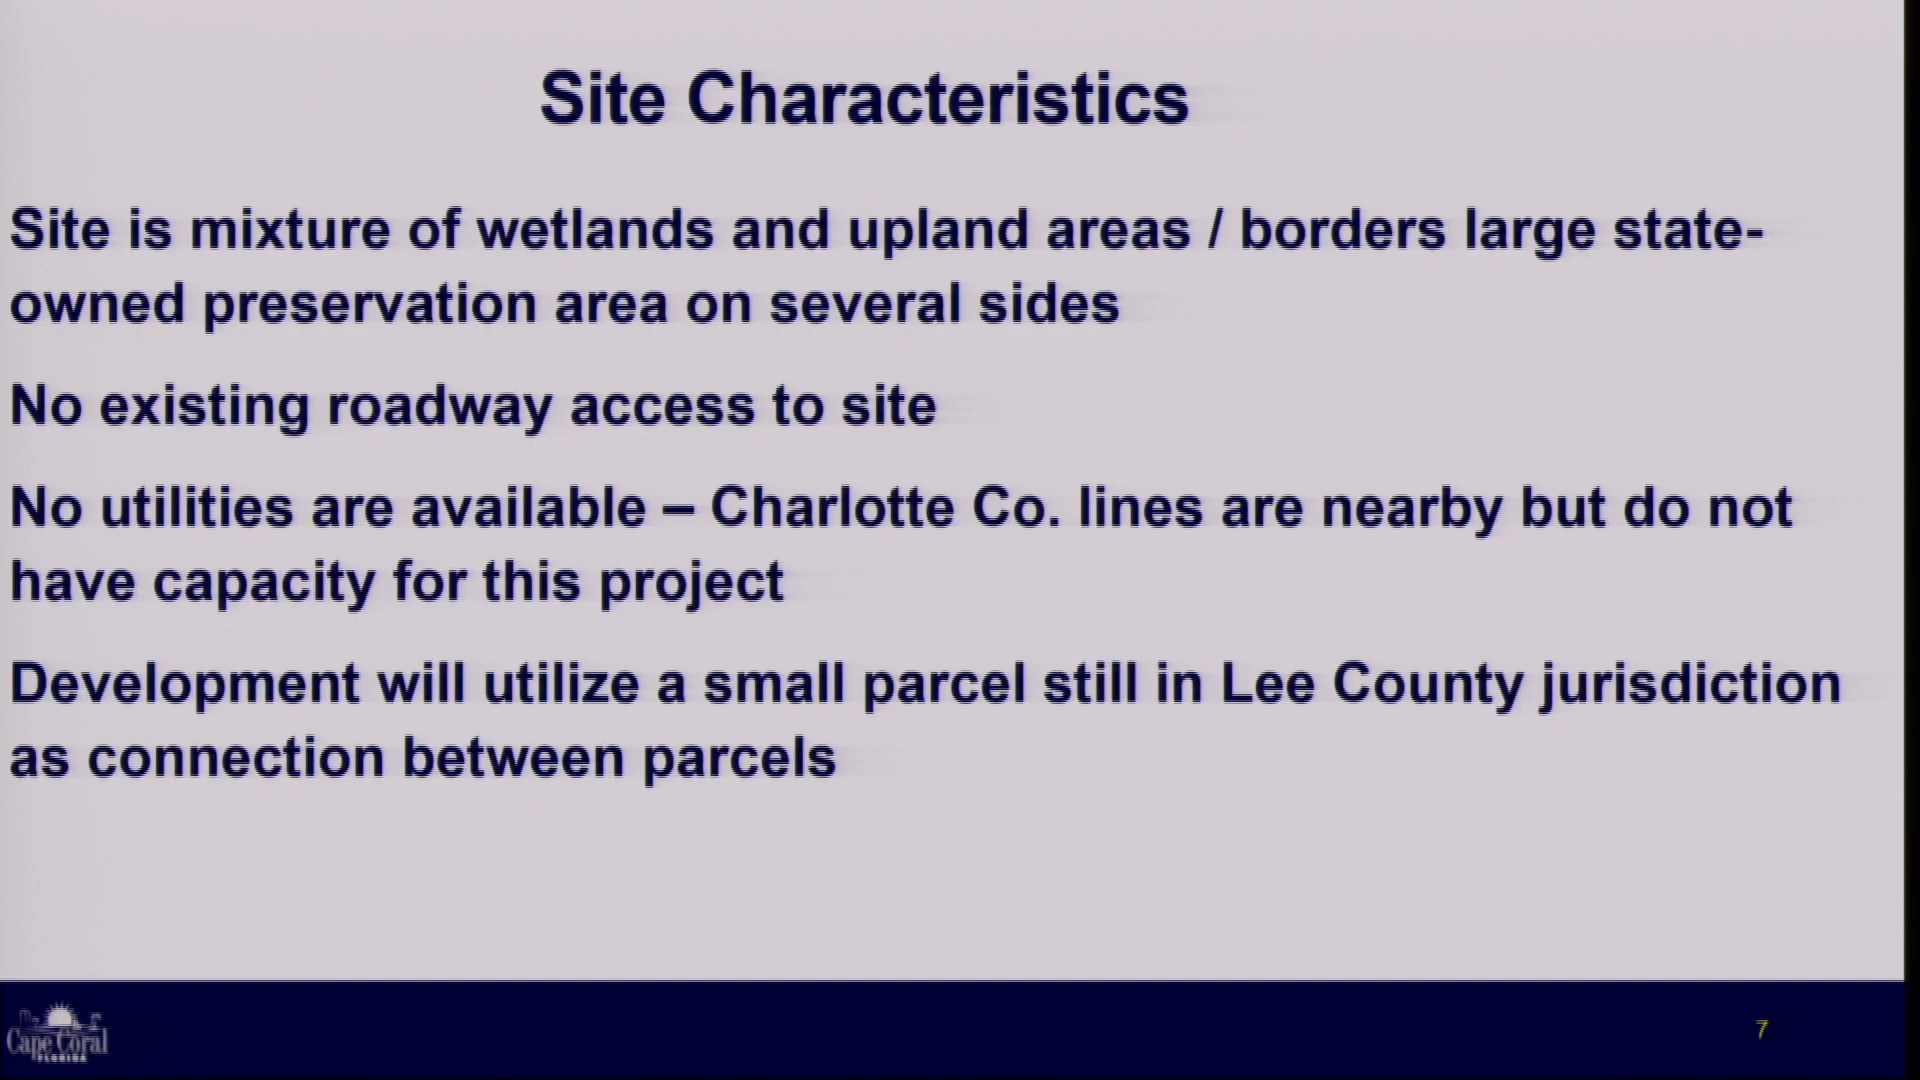 Site Characteristics
Site is mixture of wetlands and upland areas / borders large state-
owned preservation area on several sides
No existing roadway access to site
No utilities are available – Charlotte Co. lines are nearby but do not
have capacity for this project
Development will utilize a small parcel still in Lee County jurisdiction
as connection between parcels
Cape Coral
FLORIDA
7